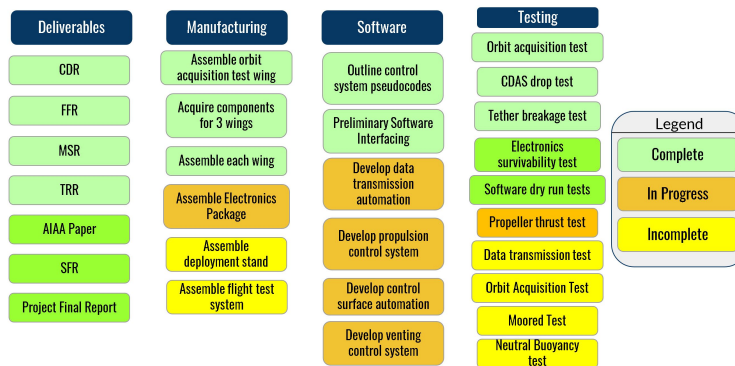 Deliverables
CDR
FFR
MSR
TRR
AIAA Paper
SFR
Project Final Report
Manufacturing
Assemble orbit
acquisition test wing
Acquire components
for 3 wings
Assemble each wing
Assemble Electronics
Package
Assemble
deployment stand
Assemble flight test
system
Software
Outline control
system pseudocodes
Preliminary Software
Interfacing
Develop data
transmission
automation
Develop propulsion
control system
Develop control
surface automation
Develop venting
control system
Testing
Orbit acquisition test
CDAS drop test
Tether breakage test
Electronics
survivability test
Software dry run tests
Propeller thrust test
Data transmission test
Orbit Acquisition Test
Moored Test
Neutral Buoyancy
test
Legend
Complete
In Progress
Incomplete